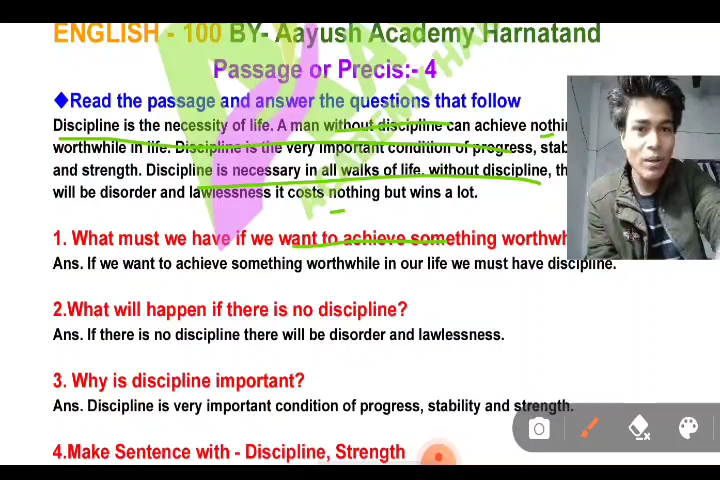 ENGLISH - 100 BY- Aayush Academy Harnatand
Passage or Precis:- 4
◆Read the passage and answer the questions that follow
Discipline is the necessity of life. A man without discipline can achieve
worthwhile in life. Discipline is the very important condition of progress,
and strength. Discipline is necessary in all walks of life. without discipline,
will be disorder and lawlessness it costs nothing but wins a lot.
1. What must we have if we want to achieve something
Ans. If we want to achieve something worthwhile in our life we must have discipline.
2.What will happen if there is no discipline?
Ans. If there is no discipline there will be disorder and lawlessness.
3. Why is discipline important?
Ans. Discipline is very important condition of progress, stability and strength.
4.Make Sentence with - Discipline, Strength